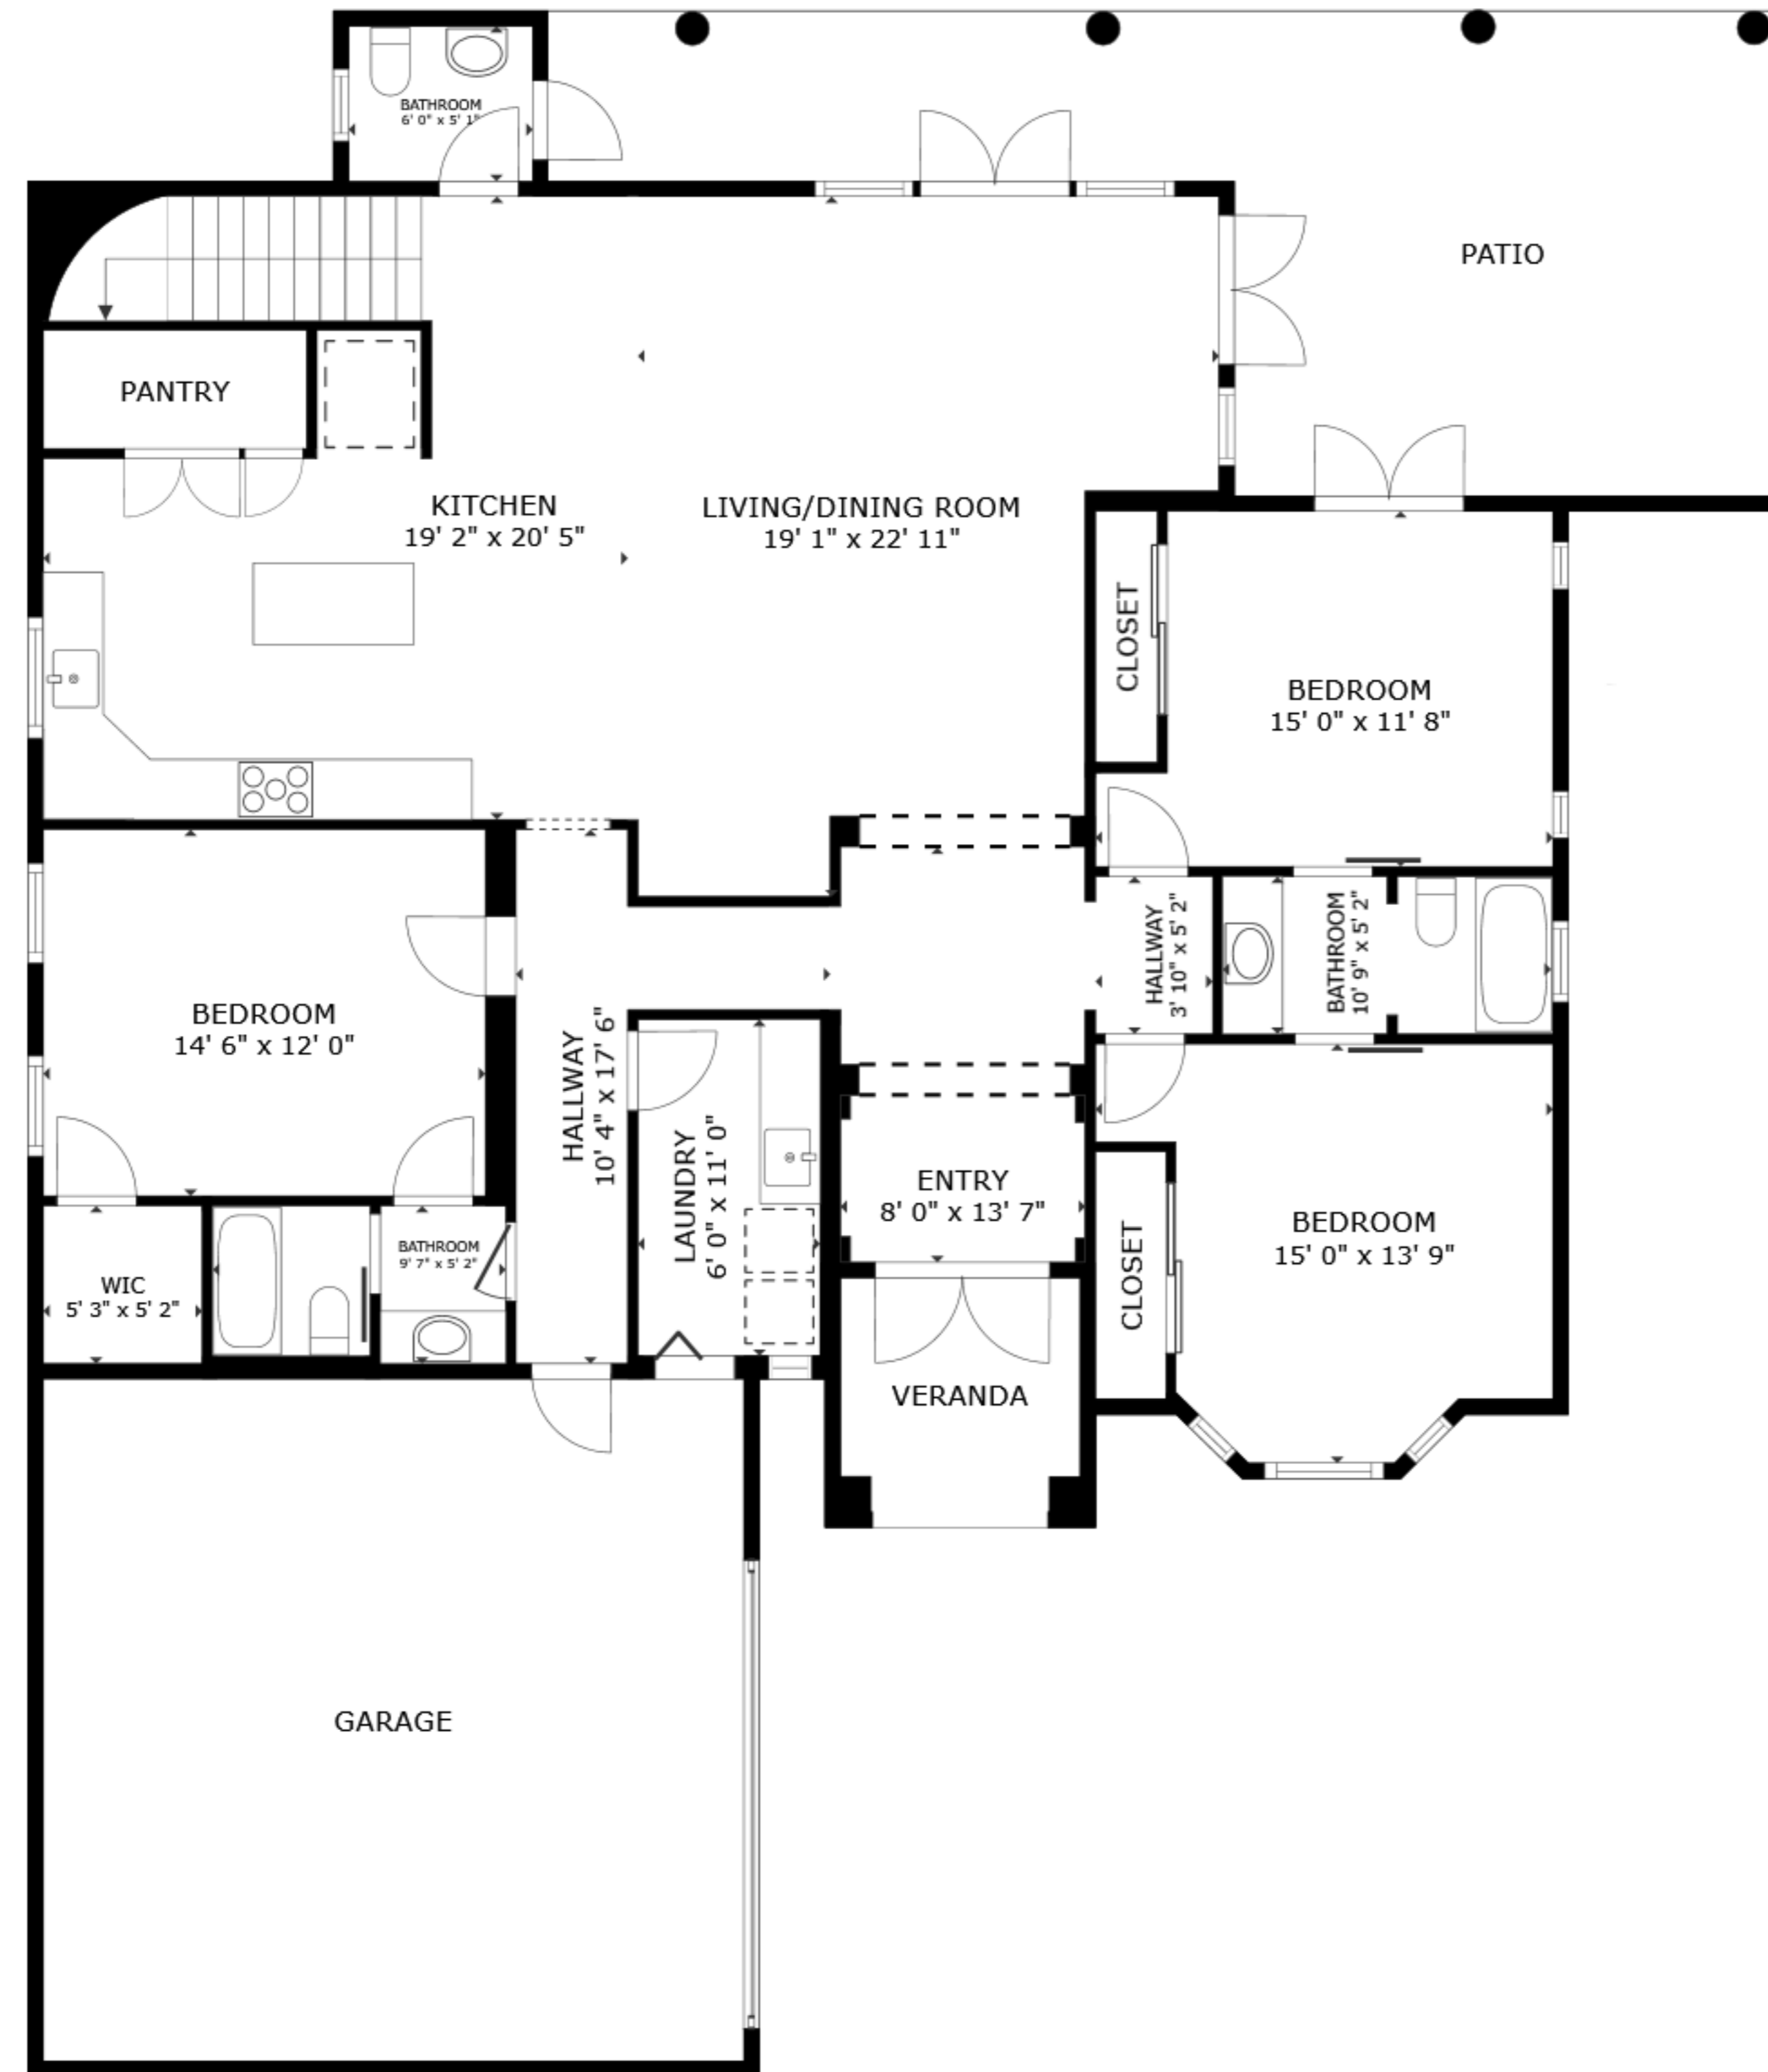 BATHROOM
6' 0" x 5' 1"
PATIO
PANTRY
KITCHEN
19' 2" x 20' 5"
LIVING/DINING ROOM
19' 1" x 22' 11"
CLOSET
BEDROOM
15' 0" x 11' 8"
BEDROOM
14' 6" x 12' 0"
HALLWAY
10' 4" x 17' 6"
HALLWAY
3' 10" x 5' 2"
BATHROOM
10' 9" x 5' 2"
LAUNDRY
6' 0" x 11' 0"
ENTRY
8' 0" x 13' 7"
BEDROOM
15' 0" x 13' 9"
CLOSET
WIC
5' 3" x 5' 2"
BATHROOM
9' 7" x 5' 2"
VERANDA
GARAGE